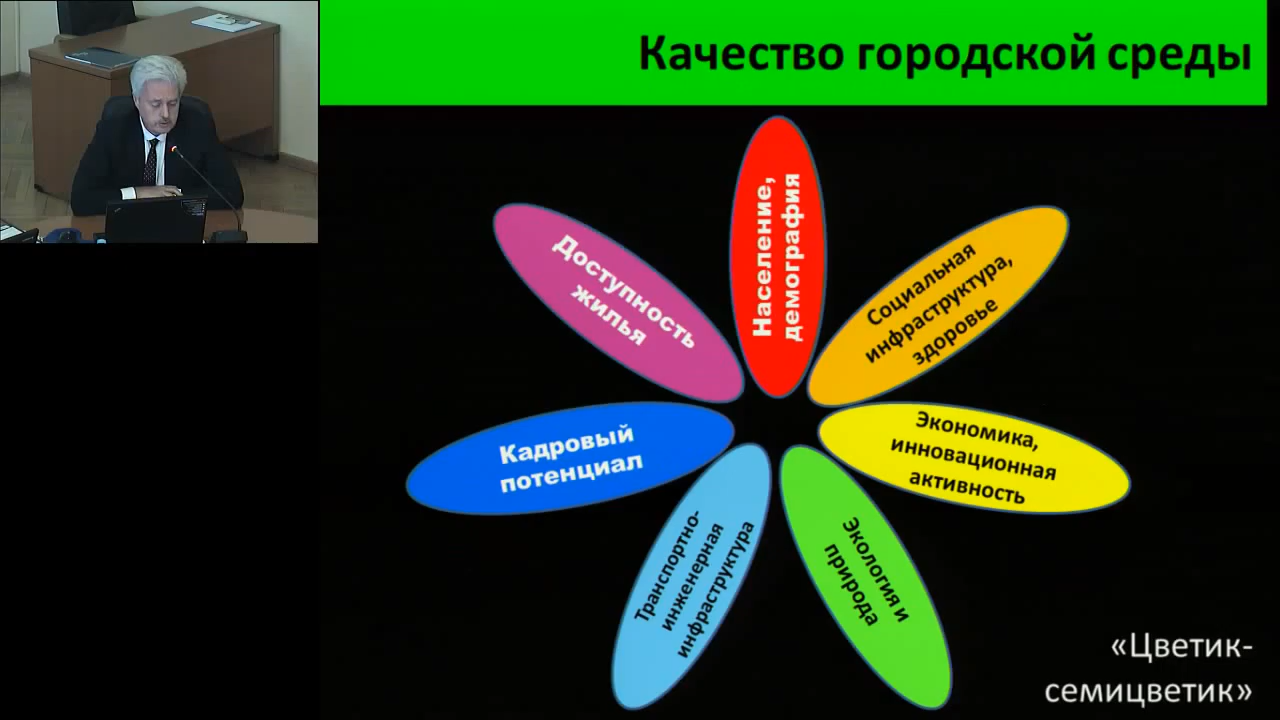 Качество городской среды
Население,
демография
Социальная
инфраструктура,
здоровье
Экономика,
инновационная
активность
Экология и
природа
Транспортно-
инженерная
инфраструктура
Кадровый
потенциал
Доступность
жилья
«Цветик-
семицветик»